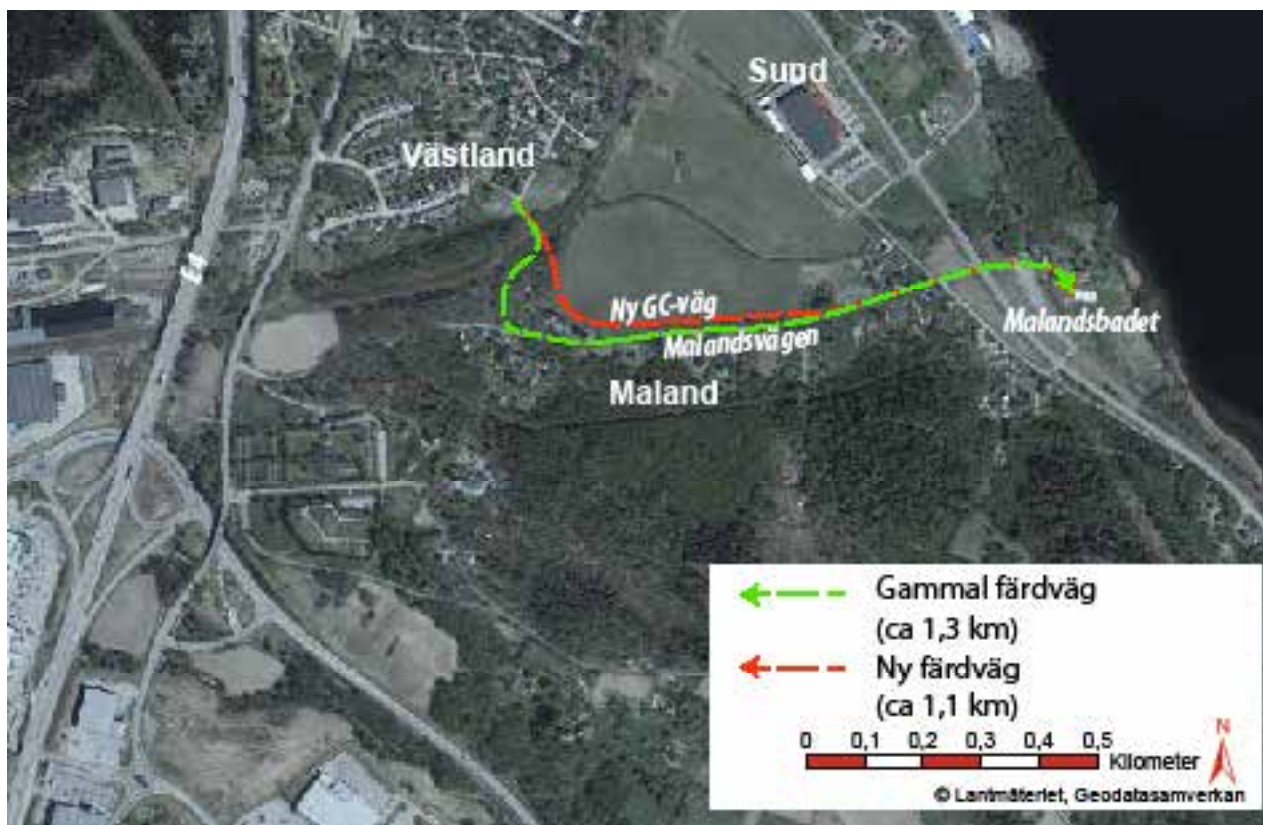 Sund
Västland
Ny GC-väg
Malandsvägen
Malandsbadet
Maland
Gammal färdväg
(ca 1,3 km)
Ny färdväg
(ca 1,1 km)
N
0 0,1 0,2 0,3 0,4 0,5
Kilometer
© Lantmäteriet, Geodatasamverkan